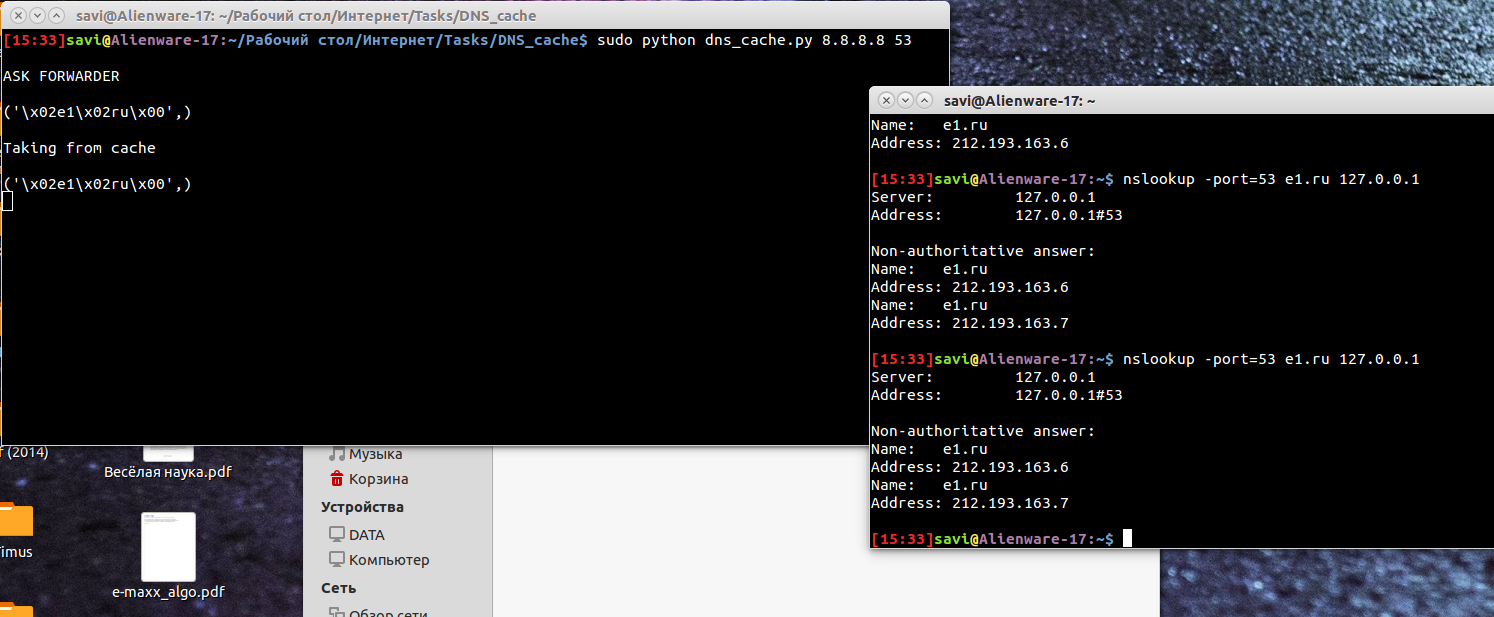 savi@Alienware-17: ~/Рабочий стол/Интернет/Tasks/DNS_cache
[15:33]savi@Alienware-17:~/Рабочий стол/Интернет/Tasks/DNS_cache$ sudo python dns_cache.py 8.8.8.8 53
ASK FORWARDER
('\x02e1\x02ru\x00',)
Taking from cache
('\x02e1\x02ru\x00',)
savi@Alienware-17: ~
Name:   e1.ru
Address: 212.193.163.6
[15:33]savi@Alienware-17:~$ nslookup -port=53 e1.ru 127.0.0.1
Server:         127.0.0.1
Address:        127.0.0.1#53
Non-authoritative answer:
Name:   e1.ru
Address: 212.193.163.6
Name:   e1.ru
Address: 212.193.163.7
[15:33]savi@Alienware-17:~$ nslookup -port=53 e1.ru 127.0.0.1
Server:         127.0.0.1
Address:        127.0.0.1#53
Non-authoritative answer:
Name:   e1.ru
Address: 212.193.163.6
Name:   e1.ru
Address: 212.193.163.7
[15:33]savi@Alienware-17:~$
(2014)
Весёлая наука.pdf
imus
e-maxx_algo.pdf
Музыка
Корзина
Устройства
DATA
Компьютер
Сеть
Обзор сети